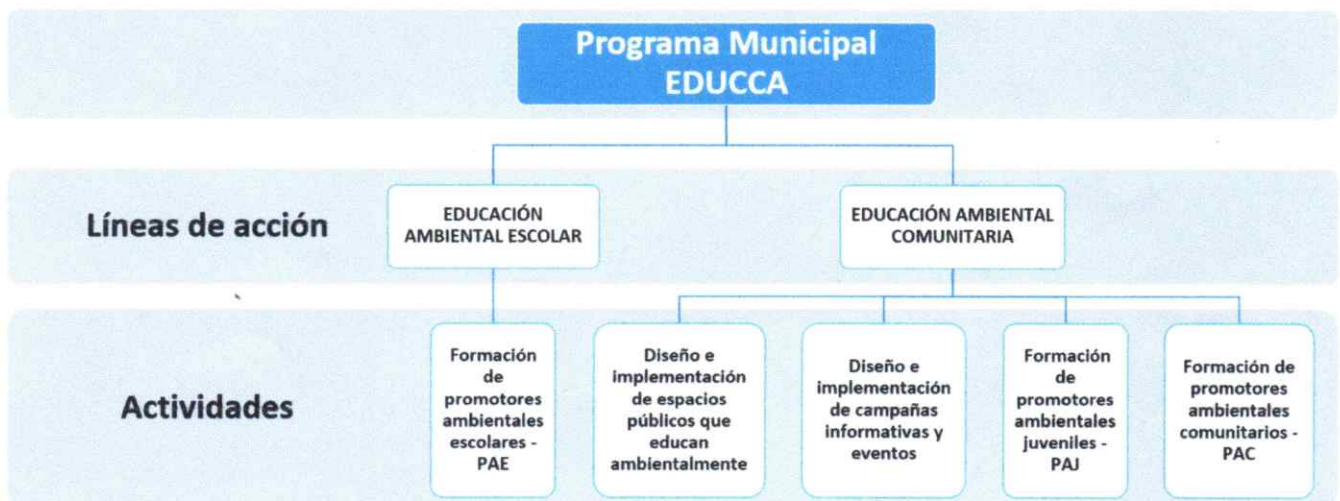 Programa Municipal
EDUCCA
Líneas de acción
EDUCACIÓN
AMBIENTAL ESCOLAR
EDUCACIÓN AMBIENTAL
COMUNITARIA
Actividades
Formación
de
promotores
ambientales
escolares -
PAE
Diseño e
implementación
de espacios
públicos que
educan
ambientalmente
Diseño e
implementación
de campañas
informativas y
eventos
Formación
de
promotores
ambientales
juveniles -
PAJ
Formación de
promotores
ambientales
comunitarios -
PAC